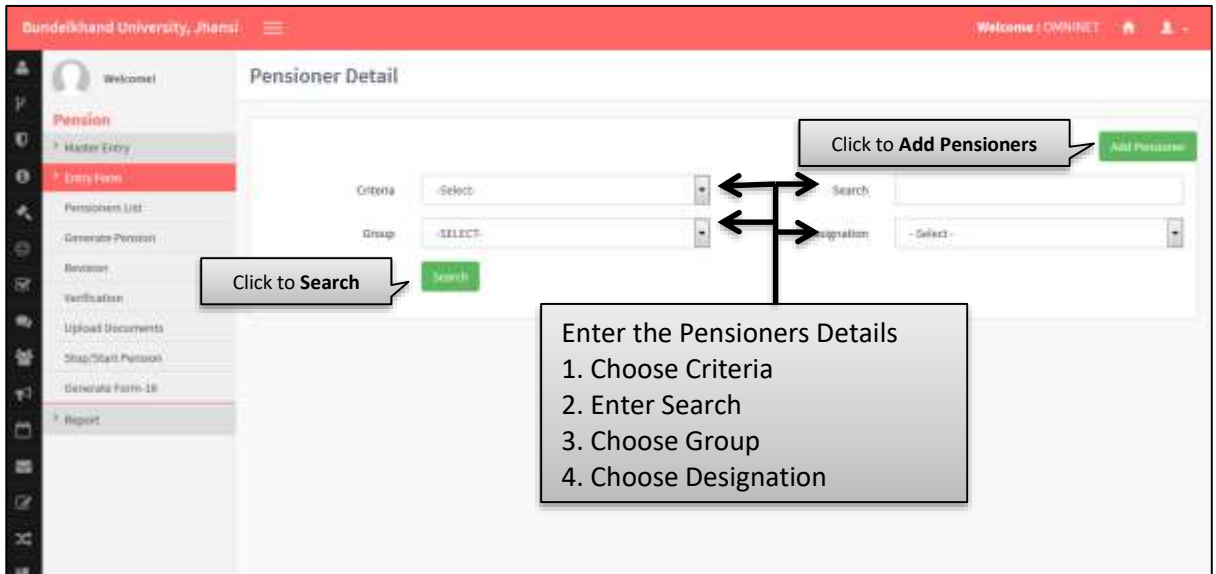 Bundelkhand University, Jhansi
Welcome : OMNINET
Welcome!
Pensioner Detail
Pension
Master Entry
Click to Add Pensioners
Add Pensioner
Entry Form
Criteria
-Select-
Search
Pensioners List
Generate Pension
Group
-SELECT-
signation
- Select -
Revision
Click to Search
Search
Verification
Upload Documents
Stop/Start Pension
Generate Form-16
Report
Enter the Pensioners Details
1. Choose Criteria
2. Enter Search
3. Choose Group
4. Choose Designation